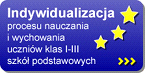 Indywidualizacja
procesu nauczania
i wychowania
uczniów klas I-III
szkół podstawowych